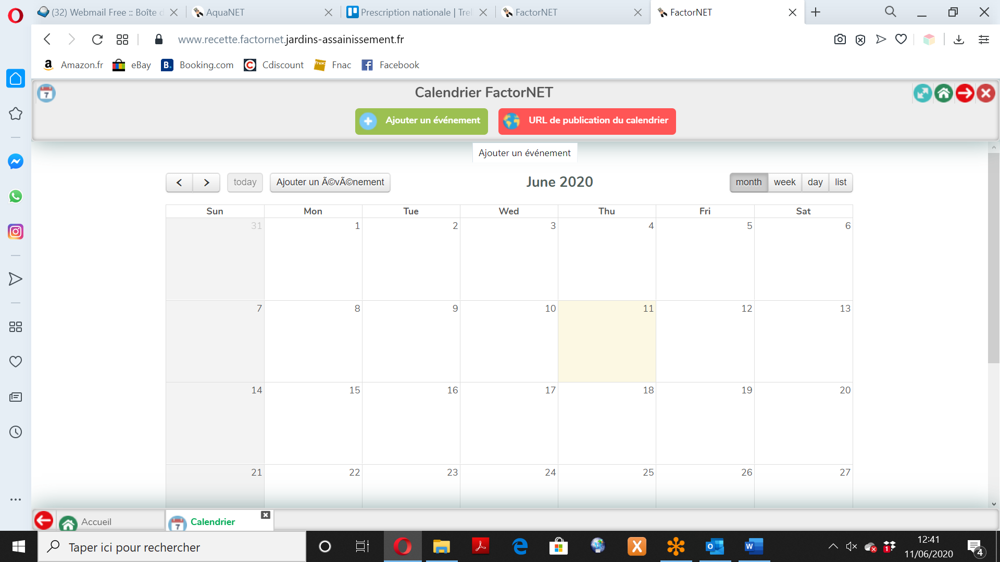 (32) Webmail Free :: Boîte d
AquaNET
Prescription nationale | Trel
FactorNET
FactorNET
www.recette.factornet.jardins-assainissement.fr
Amazon.fr
eBay
Booking.com
Cdiscount
Fnac
Facebook
Calendrier FactorNET
Ajouter un événement
URL de publication du calendrier
Ajouter un événement
today
Ajouter un Ã©vÃ©nement
June 2020
month week day list
Sun Mon Tue Wed Thu Fri Sat
31 1 2 3 4 5 6
7 8 9 10 11 12 13
14 15 16 17 18 19 20
21 22 23 24 25 26 27
Accueil
7 Calendrier
Taper ici pour rechercher
12:41
11/06/2020
4